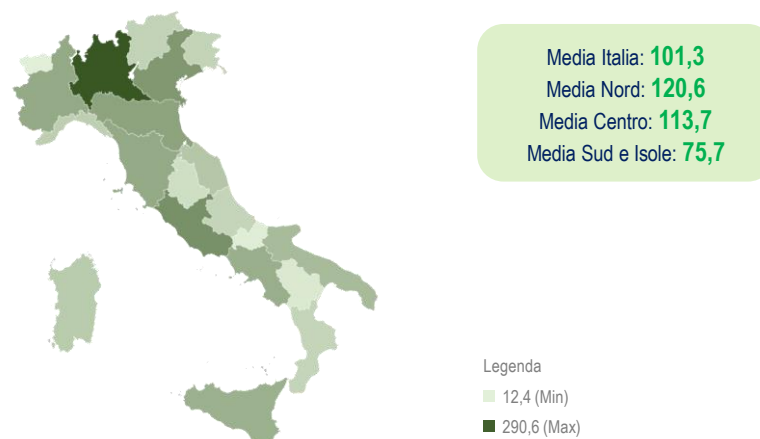 Media Italia: 101,3
Media Nord: 120,6
Media Centro: 113,7
Media Sud e Isole: 75,7
Legenda
12,4 (Min)
290,6 (Max)